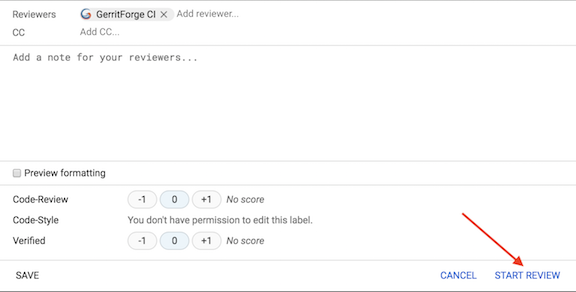 Reviewers GerritForge CI Add reviewer...
CC Add CC...
Add a note for your reviewers...
Preview formatting
Code-Review -1 0 +1 No score
Code-Style You don't have permission to edit this label.
Verified -1 0 +1 No score
SAVE CANCEL START REVIEW